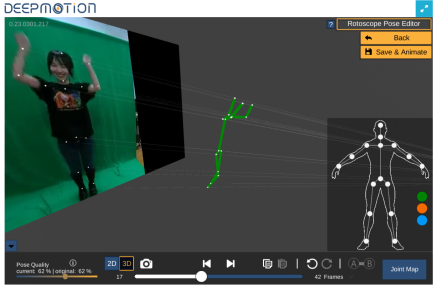 DEEPMOTION
0.23.0301.217
? Rotoscope Pose Editor
Back
Save & Animate
Pose Quality
current: 62 % | original: 62 %
2D 3D
17
42 Frames
A B
Joint Map